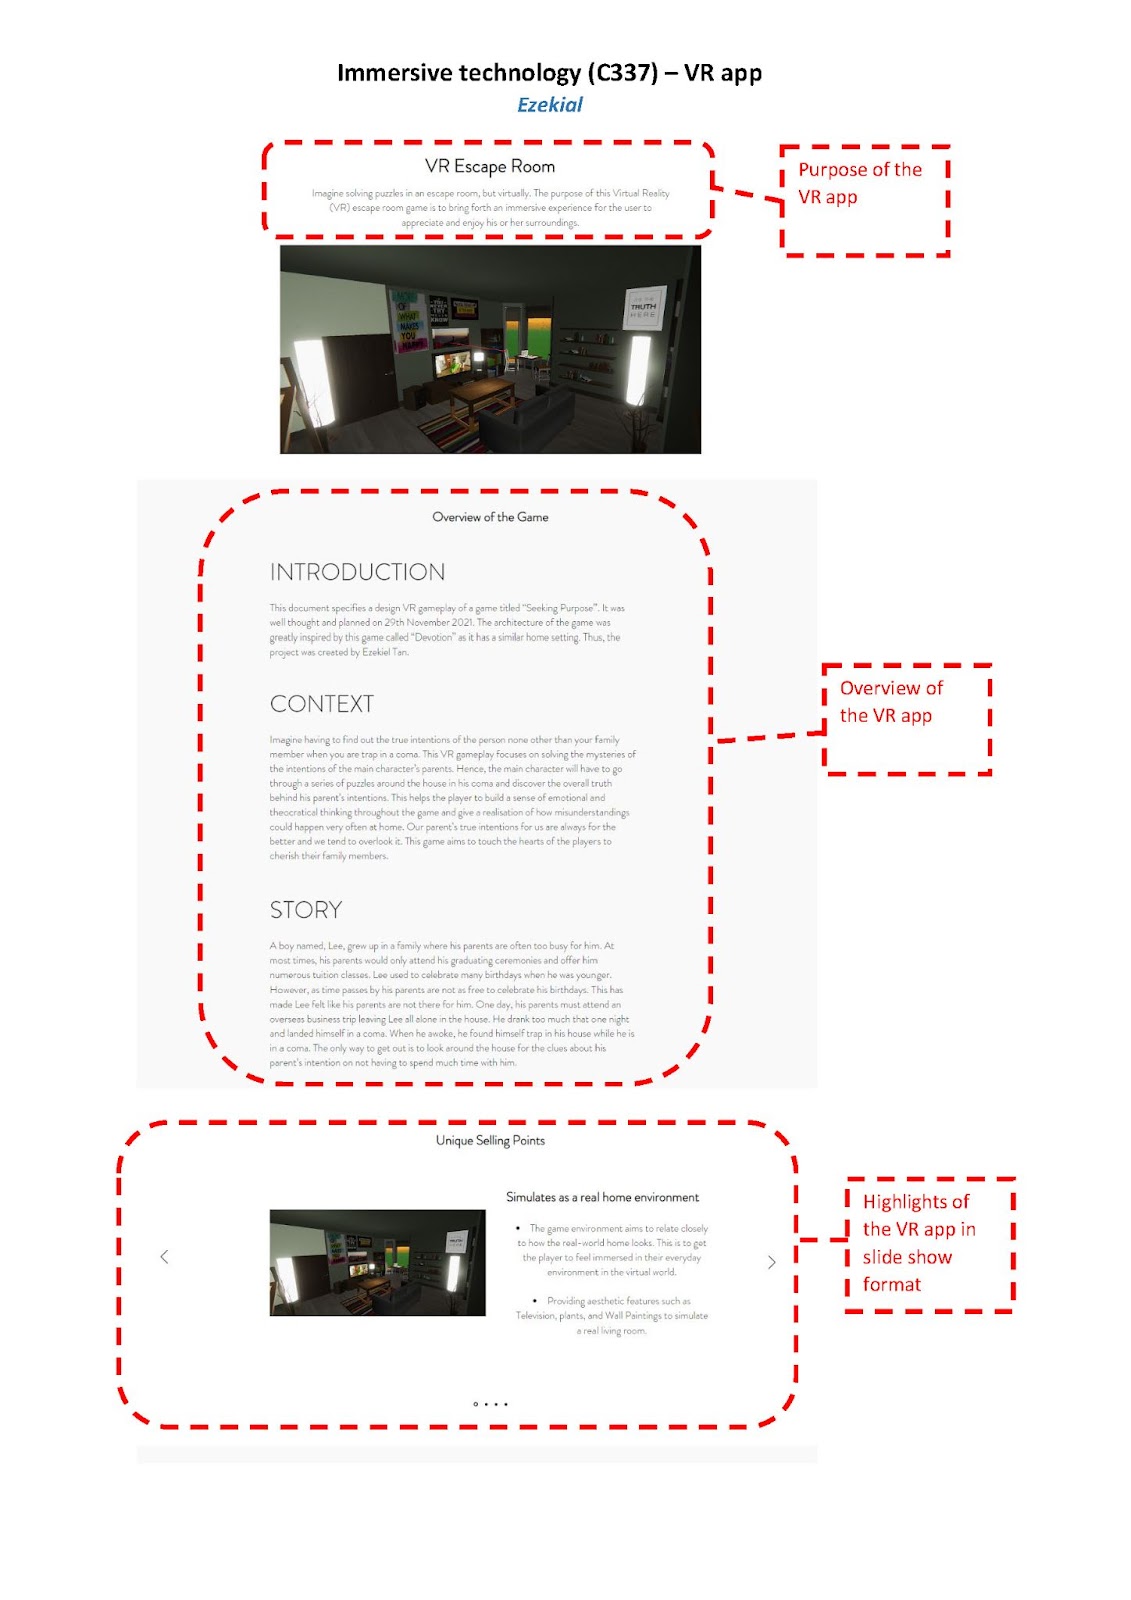 Immersive technology (C337) – VR app
Ezekial
VR Escape Room
Imagine solving puzzles in an escape room, but virtually. The purpose of this Virtual Reality
(VR) escape room game is to bring forth an immersive experience for the user to
appreciate and enjoy his or her surroundings.
Purpose of the
VR app
WHAT
MAKES
YOU
TRUTH
HERE
Overview of the Game
INTRODUCTION
This document specifies a design VR gameplay of a game titled “Seeking Purpose”. It was
well thought and planned on 29th November 2021. The architecture of the game was
greatly inspired by this game called “Devotion” as it has a similar home setting. Thus, the
project was created by Ezekiel Tan.
CONTEXT
Imagine having to find out the true intentions of the person none other than your family
member when you are trap in a coma. This VR gameplay focuses on solving the mysteries of
the intentions of the main character’s parents. Hence, the main character will have to go
through a series of puzzles around the house in his coma and discover the overall truth
behind his parent’s intentions. This helps the player to build a sense of emotional and
theocratical thinking throughout the game and give a realisation of how misunderstandings
could happen very often at home. Our parent’s true intentions for us are always for the
better and we tend to overlook it. This game aims to touch the hearts of the players to
cherish their family members.
Overview of
the VR app
STORY
A boy named, Lee, grew up in a family where his parents are often too busy for him. At
most times, his parents would only attend his graduating ceremonies and offer him
numerous tuition classes. Lee used to celebrate many birthdays when he was younger.
However, as time passes by his parents are not as free to celebrate his birthdays. This has
made Lee felt like his parents are not there for him. One day, his parents must attend an
overseas business trip leaving Lee all alone in the house. He drank too much that one night
and landed himself in a coma. When he awoke, he found himself trap in his house while he is
in a coma. The only way to get out is to look around the house for the clues about his
parent’s intention on not having to spend much time with him.
Unique Selling Points
Simulates as a real home environment
• The game environment aims to relate closely
to how the real-world home looks. This is to get
the player to feel immersed in their everyday
environment in the virtual world.
• Providing aesthetic features such as
Television, plants, and Wall Paintings to simulate
a real living room.
Highlights of
the VR app in
slide show
format